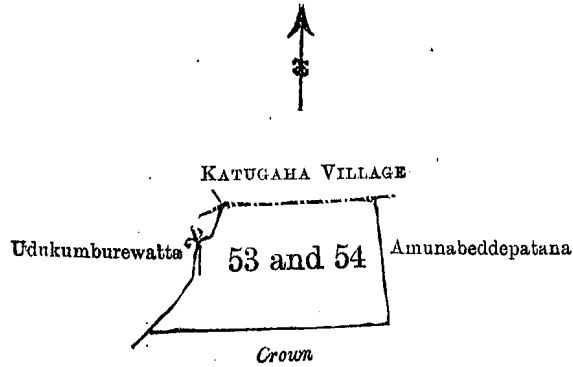 KATUGAHA VILLAGE
Udukumburewatta
53 and 54
Amunabeddepatana
Crown